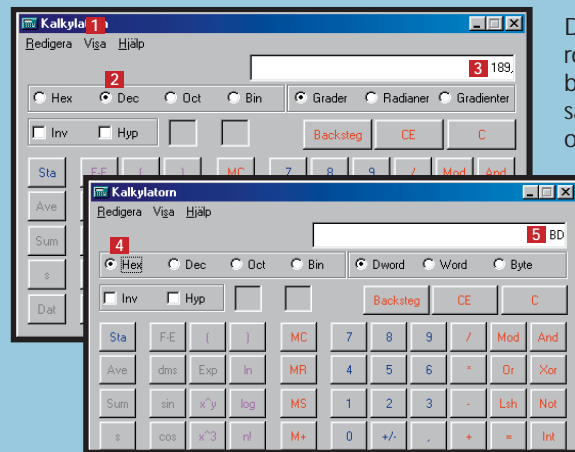 Kalkylatorn
1
Redigera Visa Hjälp
3 189,
2
Hex Dec Oct Bin Grader Radianer Gradienter
Inv Hyp Backsteg CE C
Sta F-E ( ) MC 7 8 9 / Mod And
Ave
Sum
s
Dat
Kalkylatorn
Redigera Visa Hjälp
5 BD
4
Hex Dec Oct Bin Dword Word Byte
Inv Hyp Backsteg CE C
Sta F-E ( ) MC 7 8 9 / Mod And
Ave dms Exp ln MR 4 5 6 * Or Xor
Sum sin x^y log MS 1 2 3 - Lsh Not
s cos x^3 n! M+ 0 +/- , + = Int